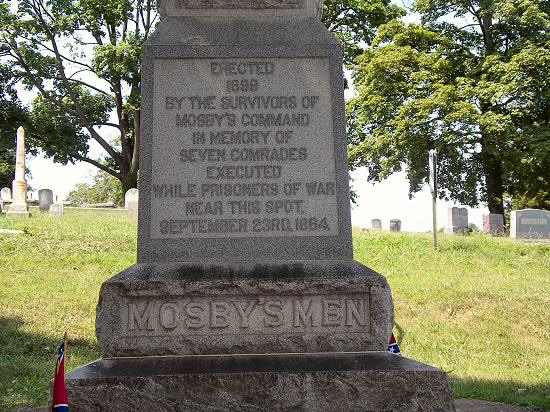 ERECTED
1899
BY THE SURVIVORS OF
MOSBY'S COMMAND
IN MEMORY OF
SEVEN COMRADES
EXECUTED
WHILE PRISONERS OF WAR
NEAR THIS SPOT,
SEPTEMBER 23RD, 1864.
MOSBY'S MEN